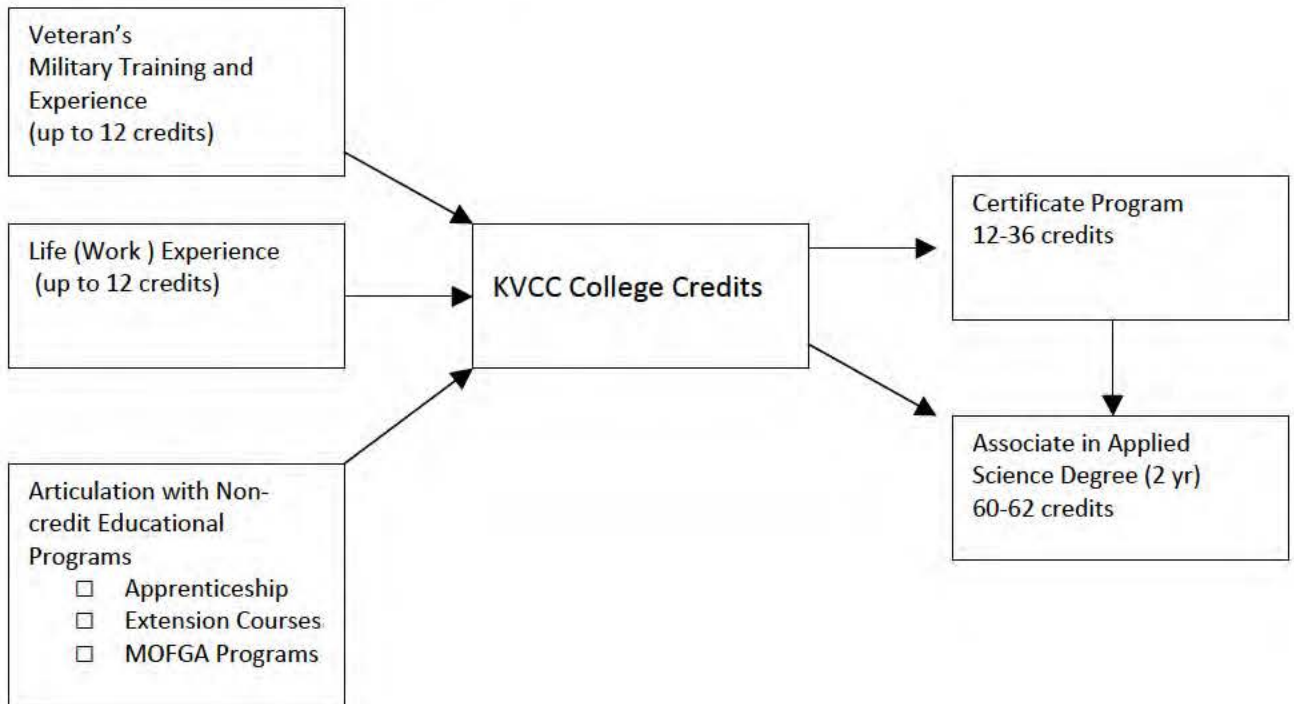 Veteran’s
Military Training and
Experience
(up to 12 credits)
Life (Work ) Experience
(up to 12 credits)
Articulation with Non-
credit Educational
Programs
☐ Apprenticeship
☐ Extension Courses
☐ MOFGA Programs
KVCC College Credits
Certificate Program
12-36 credits
Associate in Applied
Science Degree (2 yr)
60-62 credits